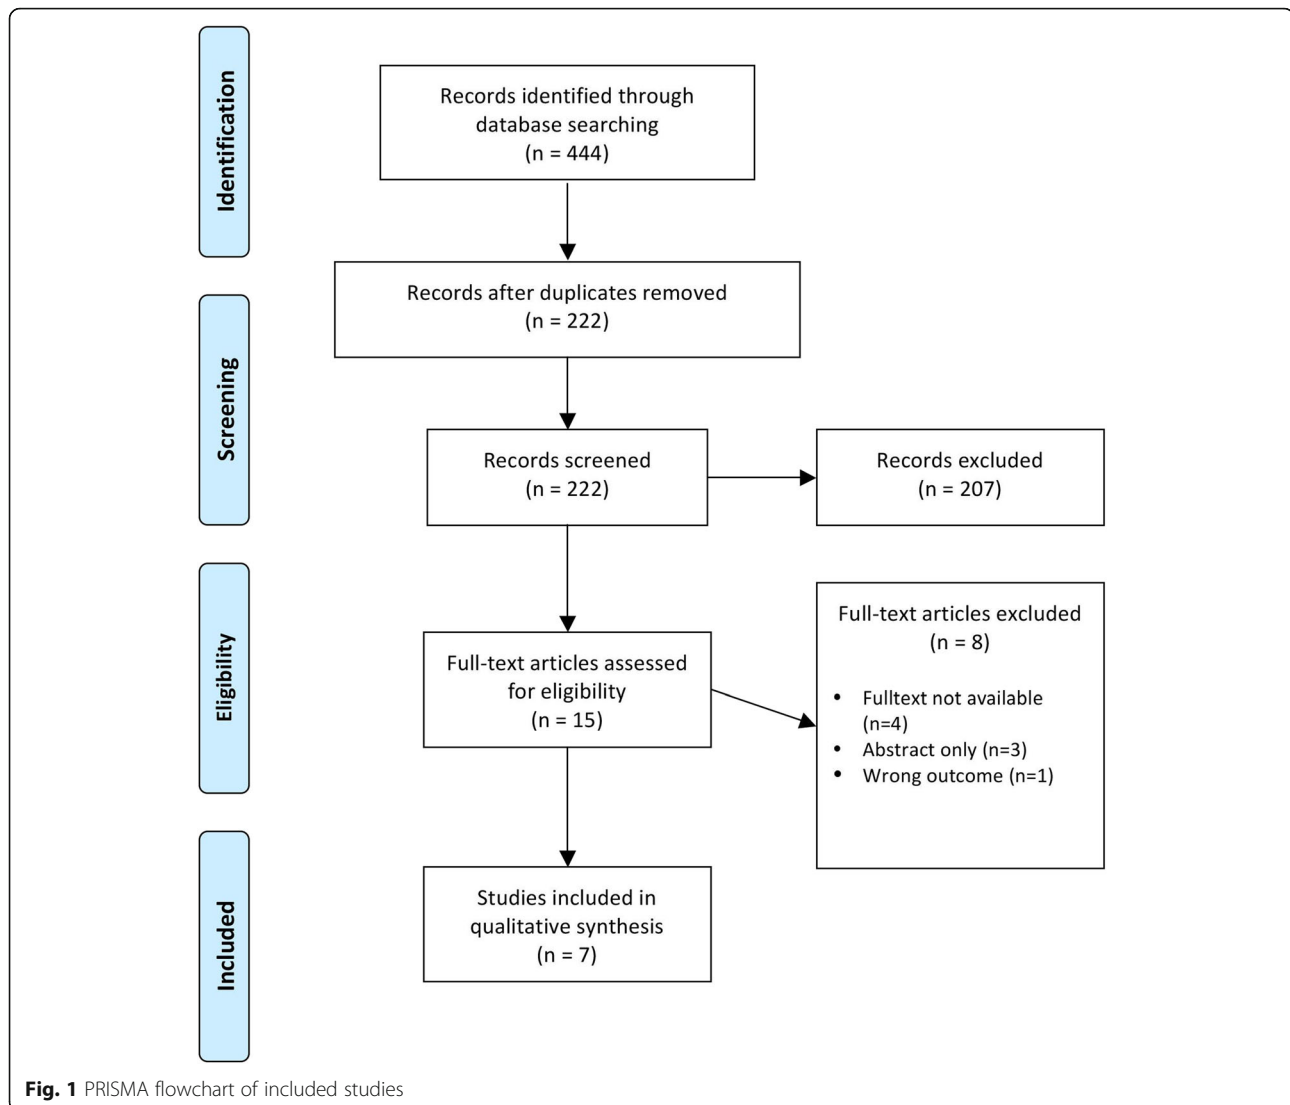 Identification
Records identified through
database searching
(n = 444)
Screening
Records after duplicates removed
(n = 222)
Records screened
(n = 222)
Records excluded
(n = 207)
Eligibility
Full-text articles assessed
for eligibility
(n = 15)
Full-text articles excluded
(n = 8)
• Fulltext not available
(n=4)
• Abstract only (n=3)
• Wrong outcome (n=1)
Included
Studies included in
qualitative synthesis
(n = 7)
Fig. 1 PRISMA flowchart of included studies